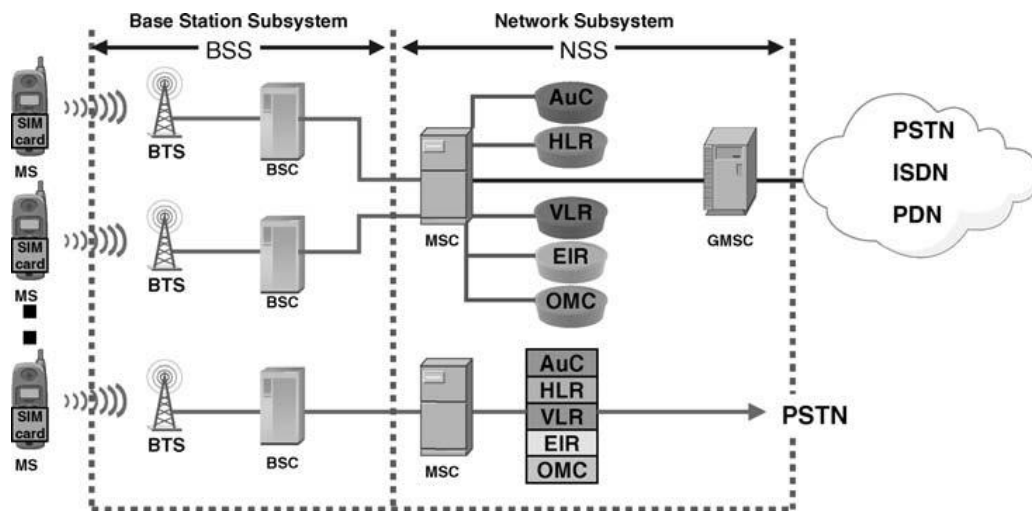 Base Station Subsystem
Network Subsystem
BSS
NSS
SIM
card
MS
BTS
BSC
SIM
card
MS
BTS
BSC
MSC
AuC
HLR
VLR
EIR
OMC
GMSC
PSTN
ISDN
PDN
SIM
card
MS
BTS
BSC
MSC
AuC
HLR
VLR
EIR
OMC
PSTN